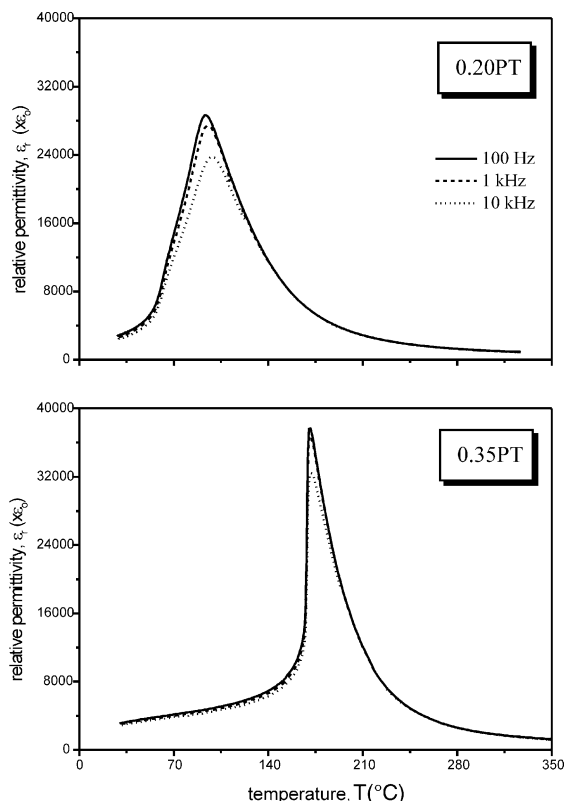 40000
32000
24000
16000
8000
0
relative permittivity, εᵣ (xε₀)
0.20PT
100 Hz
1 kHz
10 kHz
40000
32000
24000
16000
8000
0
relative permittivity, εᵣ (xε₀)
0.35PT
0 70 140 210 280 350
temperature, T(°C)